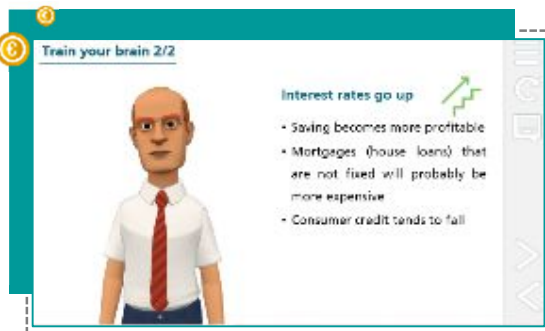 Train your brain 2/2
Interest rates go up
• Saving becomes more profitable
• Mortgages (house loans) that
are not fixed will probably be
more expensive
• Consumer credit tends to fall